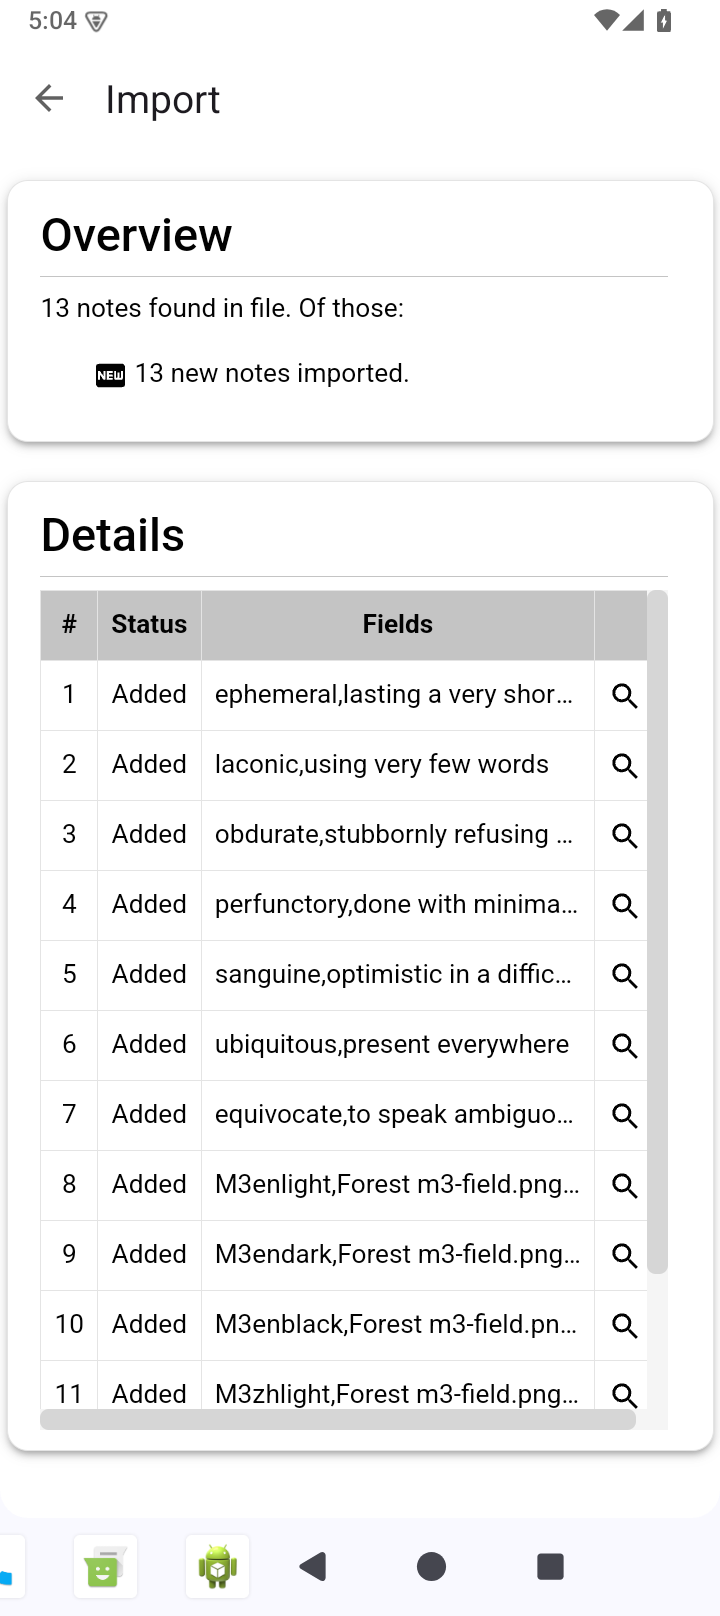 5:04
Import
Overview
13 notes found in file. Of those:
NEW 13 new notes imported.
Details
# Status Fields
1 Added ephemeral,lasting a very shor…
2 Added laconic,using very few words
3 Added obdurate,stubbornly refusing …
4 Added perfunctory,done with minima…
5 Added sanguine,optimistic in a diffic…
6 Added ubiquitous,present everywhere
7 Added equivocate,to speak ambiguo…
8 Added M3enlight,Forest m3-field.png…
9 Added M3endark,Forest m3-field.png…
10 Added M3enblack,Forest m3-field.pn…
11 Added M3zhlight,Forest m3-field.png…